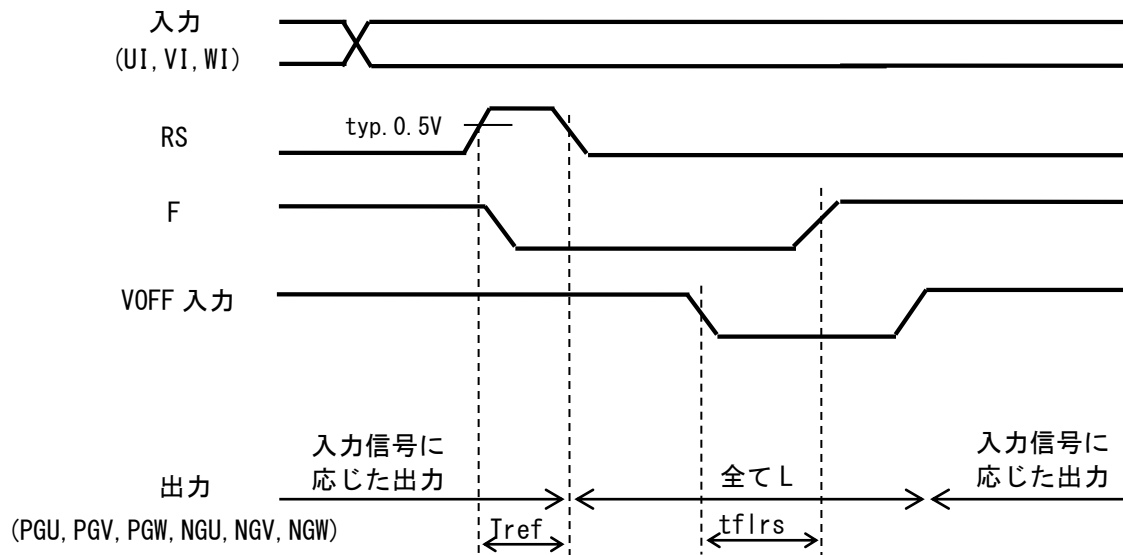 入力
(UI,VI,WI)
RS
typ.0.5V
F
VOFF 入力
入力信号に
応じた出力
全てL
入力信号に
応じた出力
出力
(PGU,PGV,PGW,NGU,NGV,NGW)
Tref
tflrs